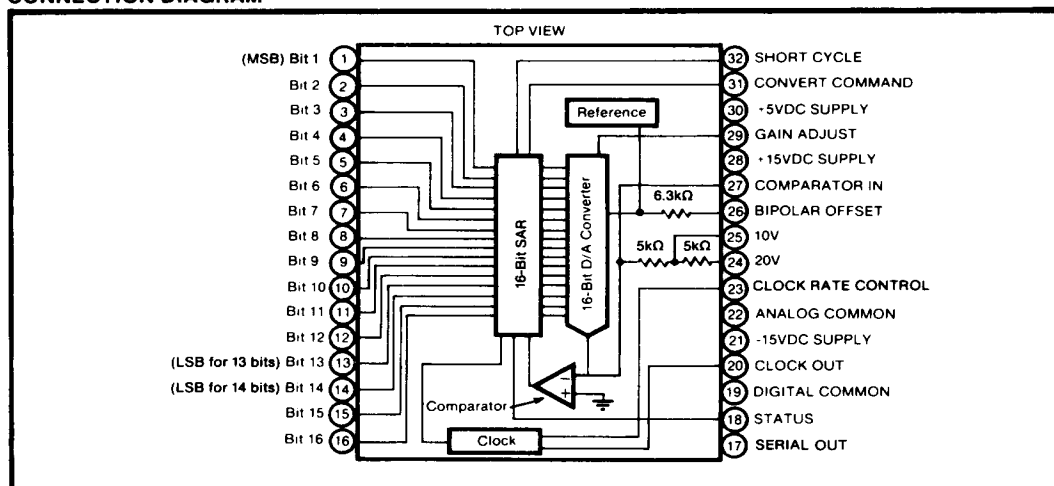 CONNECTION DIAGRAM
TOP VIEW
(MSB) Bit 1 1
Bit 2 2
Bit 3 3
Bit 4 4
Bit 5 5
Bit 6 6
Bit 7 7
Bit 8 8
Bit 9 9
Bit 10 10
Bit 11 11
Bit 12 12
(LSB for 13 bits) Bit 13 13
(LSB for 14 bits) Bit 14 14
Bit 15 15
Bit 16 16
Reference
16-Bit SAR
16-Bit D/A Converter
6.3kΩ
5kΩ 5kΩ
Comparator
− +
Clock
32 SHORT CYCLE
31 CONVERT COMMAND
30 +5VDC SUPPLY
29 GAIN ADJUST
28 +15VDC SUPPLY
27 COMPARATOR IN
26 BIPOLAR OFFSET
25 10V
24 20V
23 CLOCK RATE CONTROL
22 ANALOG COMMON
21 -15VDC SUPPLY
20 CLOCK OUT
19 DIGITAL COMMON
18 STATUS
17 SERIAL OUT